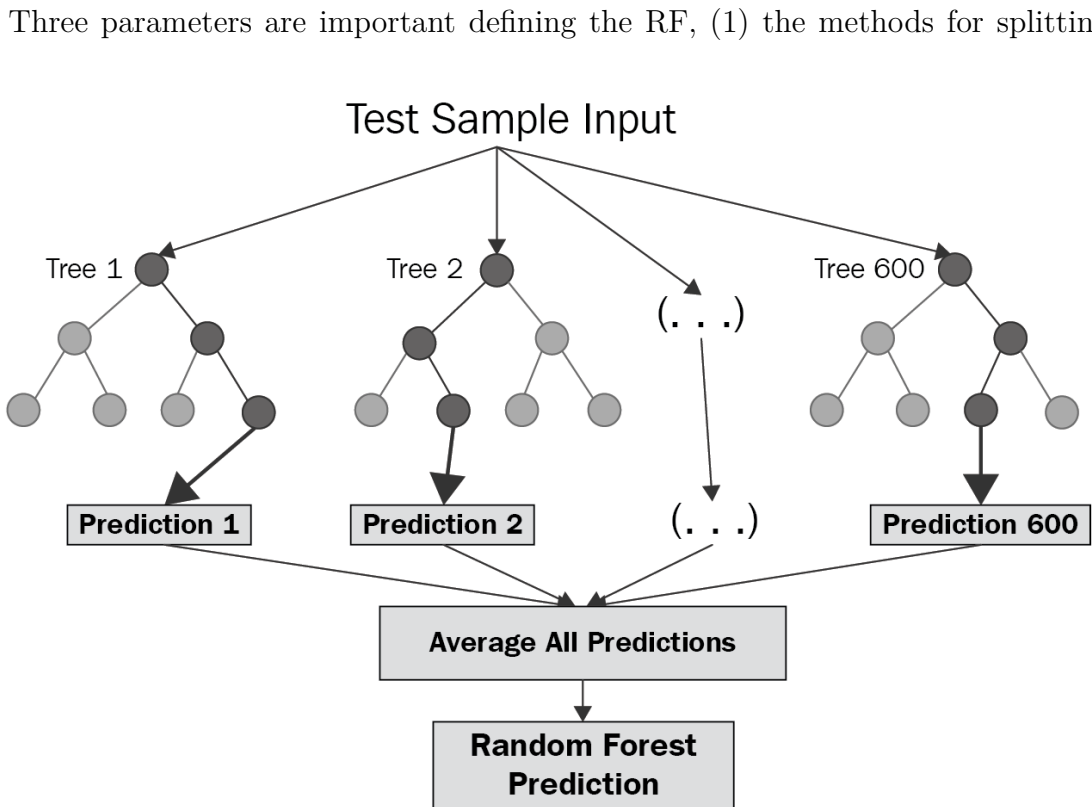 Three parameters are important defining the RF, (1) the methods for splittin
Test Sample Input
Tree 1
Tree 2
Tree 600
(. . .)
Prediction 1
Prediction 2
(. . .)
Prediction 600
Average All Predictions
Random Forest
Prediction